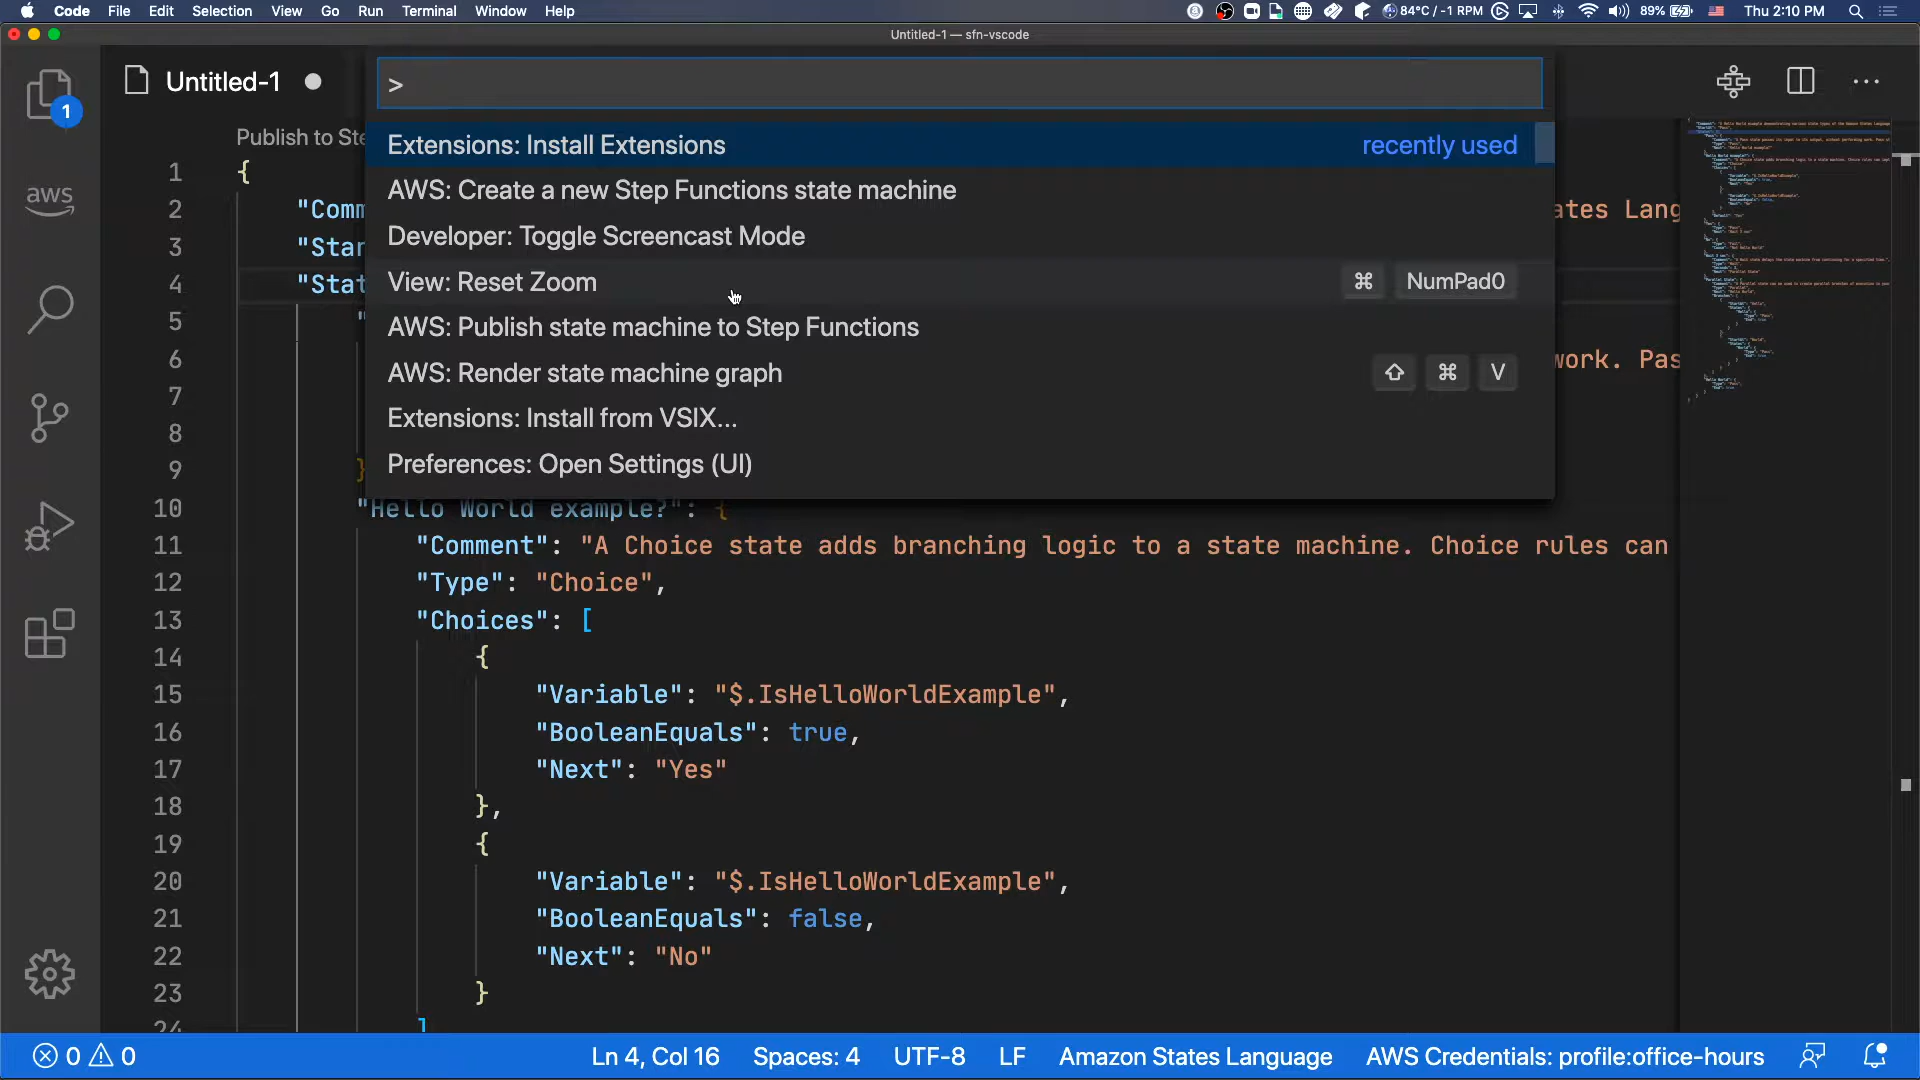 Code File Edit Selection View Go Run Terminal Window Help
84°C / -1 RPM 89% Thu 2:10 PM
Untitled-1 — sfn-vscode
1
Untitled-1
aws
>
Extensions: Install Extensions recently used
AWS: Create a new Step Functions state machine
Developer: Toggle Screencast Mode
View: Reset Zoom ⌘ NumPad0
AWS: Publish state machine to Step Functions
AWS: Render state machine graph ⇧ ⌘ V
Extensions: Install from VSIX...
Preferences: Open Settings (UI)
Publish to Ste
1 {
2 "Comm ates Lang
3 "Star
4 "Stat
5 "
6 work. Pas
7
8
9 }
10 "Hello World example?": {
11 "Comment": "A Choice state adds branching logic to a state machine. Choice rules can
12 "Type": "Choice",
13 "Choices": [
14 {
15 "Variable": "$.IsHelloWorldExample",
16 "BooleanEquals": true,
17 "Next": "Yes"
18 },
19 {
20 "Variable": "$.IsHelloWorldExample",
21 "BooleanEquals": false,
22 "Next": "No"
23 }
24 ]
0 0 Ln 4, Col 16 Spaces: 4 UTF-8 LF Amazon States Language AWS Credentials: profile:office-hours